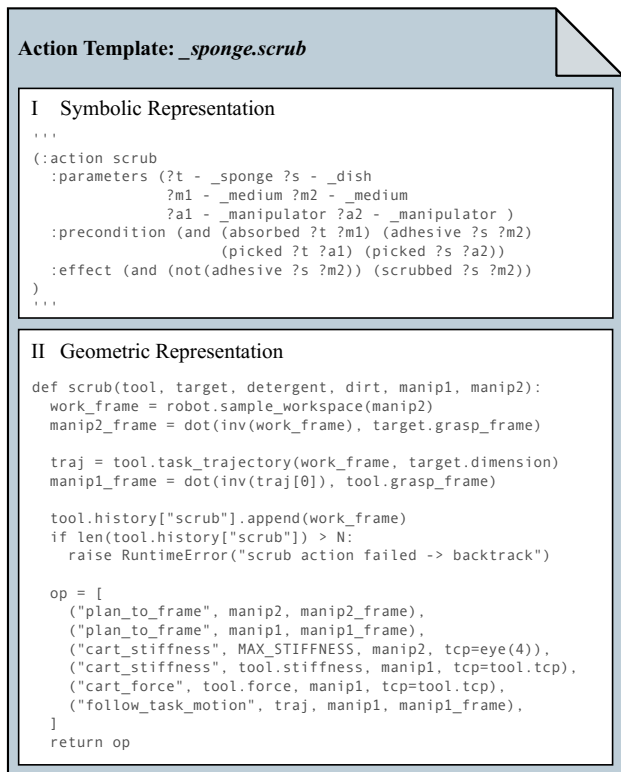 Action Template: _sponge.scrub
I Symbolic Representation
'''
(:action scrub
  :parameters (?t - _sponge ?s - _dish
               ?m1 - _medium ?m2 - _medium
               ?a1 - _manipulator ?a2 - _manipulator )
  :precondition (and (absorbed ?t ?m1) (adhesive ?s ?m2)
                     (picked ?t ?a1) (picked ?s ?a2))
  :effect (and (not(adhesive ?s ?m2)) (scrubbed ?s ?m2))
)
'''
II Geometric Representation
def scrub(tool, target, detergent, dirt, manip1, manip2):
  work_frame = robot.sample_workspace(manip2)
  manip2_frame = dot(inv(work_frame), target.grasp_frame)
  traj = tool.task_trajectory(work_frame, target.dimension)
  manip1_frame = dot(inv(traj[0]), tool.grasp_frame)
  tool.history["scrub"].append(work_frame)
  if len(tool.history["scrub"]) > N:
    raise RuntimeError("scrub action failed -> backtrack")
  op = [
    ("plan_to_frame", manip2, manip2_frame),
    ("plan_to_frame", manip1, manip1_frame),
    ("cart_stiffness", MAX_STIFFNESS, manip2, tcp=eye(4)),
    ("cart_stiffness", tool.stiffness, manip1, tcp=tool.tcp),
    ("cart_force", tool.force, manip1, tcp=tool.tcp),
    ("follow_task_motion", traj, manip1, manip1_frame),
  ]
  return op